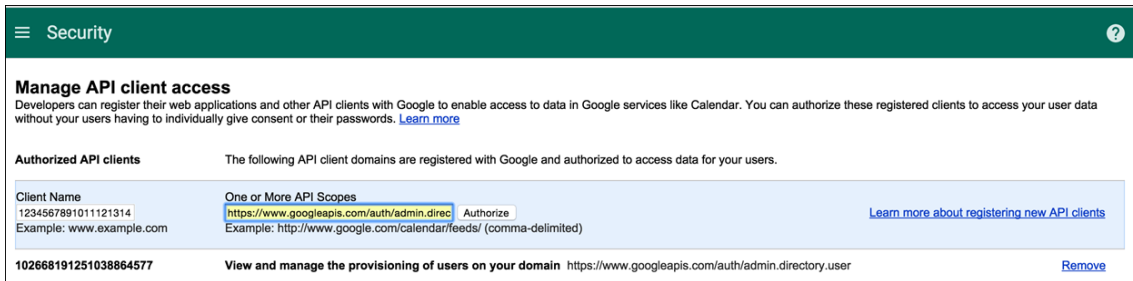 Security
Manage API client access
Developers can register their web applications and other API clients with Google to enable access to data in Google services like Calendar. You can authorize these registered clients to access your user data
without your users having to individually give consent or their passwords. Learn more
Authorized API clients The following API client domains are registered with Google and authorized to access data for your users.
Client Name One or More API Scopes
1234567891011121314 https://www.googleapis.com/auth/admin.direc Authorize Learn more about registering new API clients
Example: www.example.com Example: http://www.google.com/calendar/feeds/ (comma-delimited)
102668191251038864577 View and manage the provisioning of users on your domain https://www.googleapis.com/auth/admin.directory.user Remove